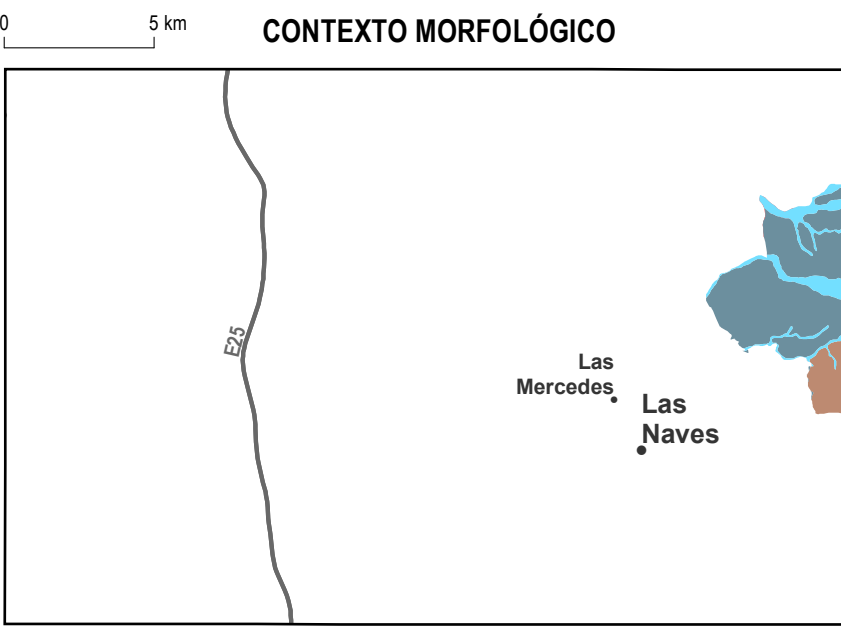 0 5 km
CONTEXTO MORFOLÓGICO
E25
Las
Mercedes
Las
Naves